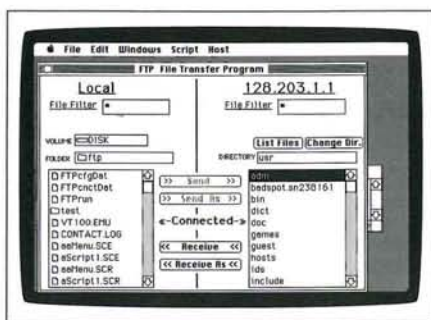 File Edit Windows Script Host
FTP File Transfer Program
Local
File Filter *
VOLUME DISK
FOLDER ftp
FTPcfgDat
FTPcnctDat
FTPrun
test
VT100.EMU
CONTACT.LOG
aaMenu.SCE
aScript1.SCE
aaMenu.SCR
aScript1.SCR
>> Send >>
>> Send As >>
«-Connected-»
<< Receive <<
<< Receive As <<
128.203.1.1
File Filter *
List Files Change Dir.
DIRECTORY usr
adm
badspot.sn238161
bin
dict
doc
games
guest
hosts
lds
include